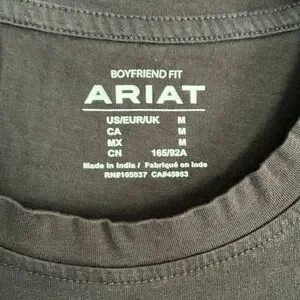 BOYFRIEND FIT
ARIAT
US/EUR/UK M
CA M
MX M
CN 165/92A
Made in India / Fabriqué en Inde
RN#105037 CA#45953